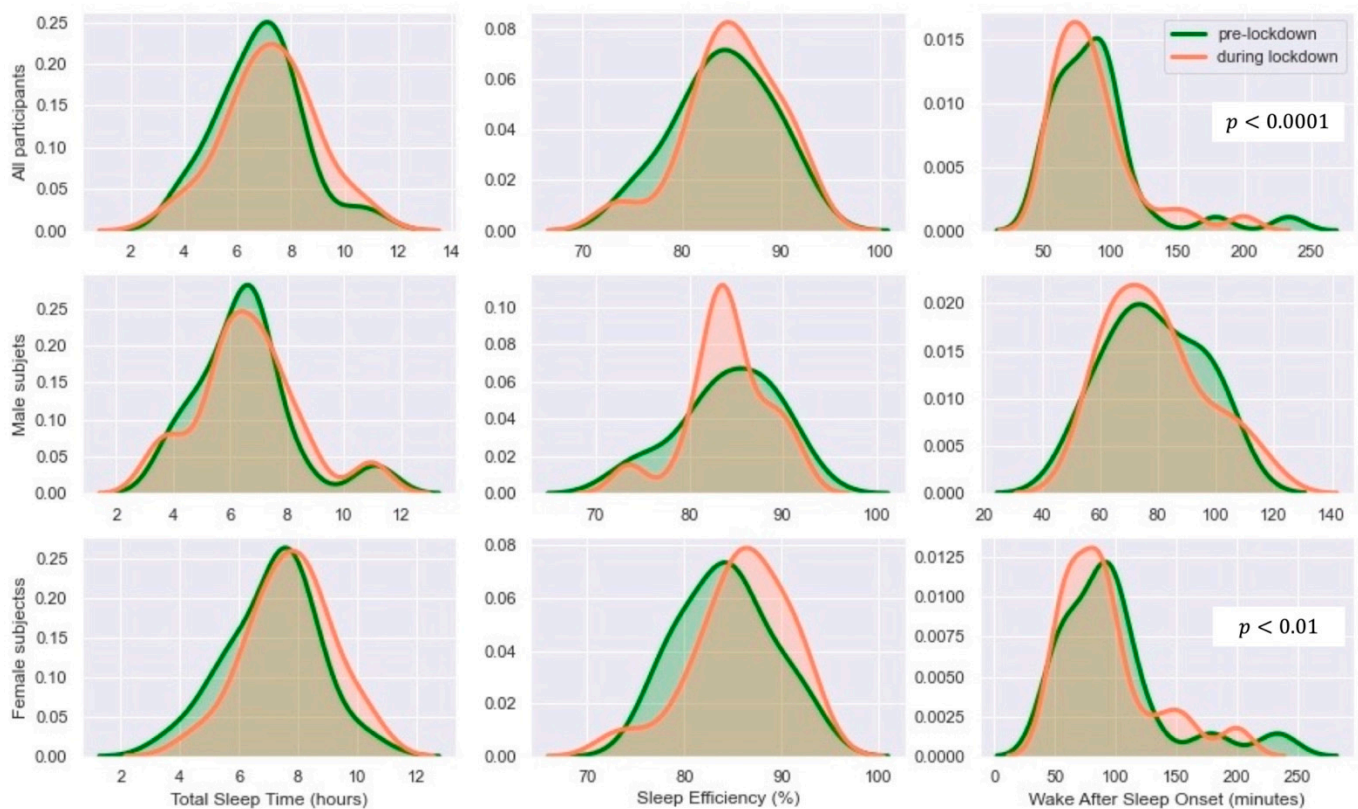 0.25
0.20
0.15
0.10
0.05
0.00
2 4 6 8 10 12 14
All participants
0.08
0.06
0.04
0.02
0.00
70 80 90 100
0.015
0.010
0.005
0.000
50 100 150 200 250
pre-lockdown
during lockdown
p < 0.0001
0.25
0.20
0.15
0.10
0.05
0.00
2 4 6 8 10 12
Male subjets
0.10
0.08
0.06
0.04
0.02
0.00
70 80 90 100
0.020
0.015
0.010
0.005
0.000
20 40 60 80 100 120 140
0.25
0.20
0.15
0.10
0.05
0.00
2 4 6 8 10 12
Female subjectss
Total Sleep Time (hours)
0.08
0.06
0.04
0.02
0.00
70 80 90 100
Sleep Efficiency (%)
0.0125
0.0100
0.0075
0.0050
0.0025
0.0000
0 50 100 150 200 250
p < 0.01
Wake After Sleep Onset (minutes)